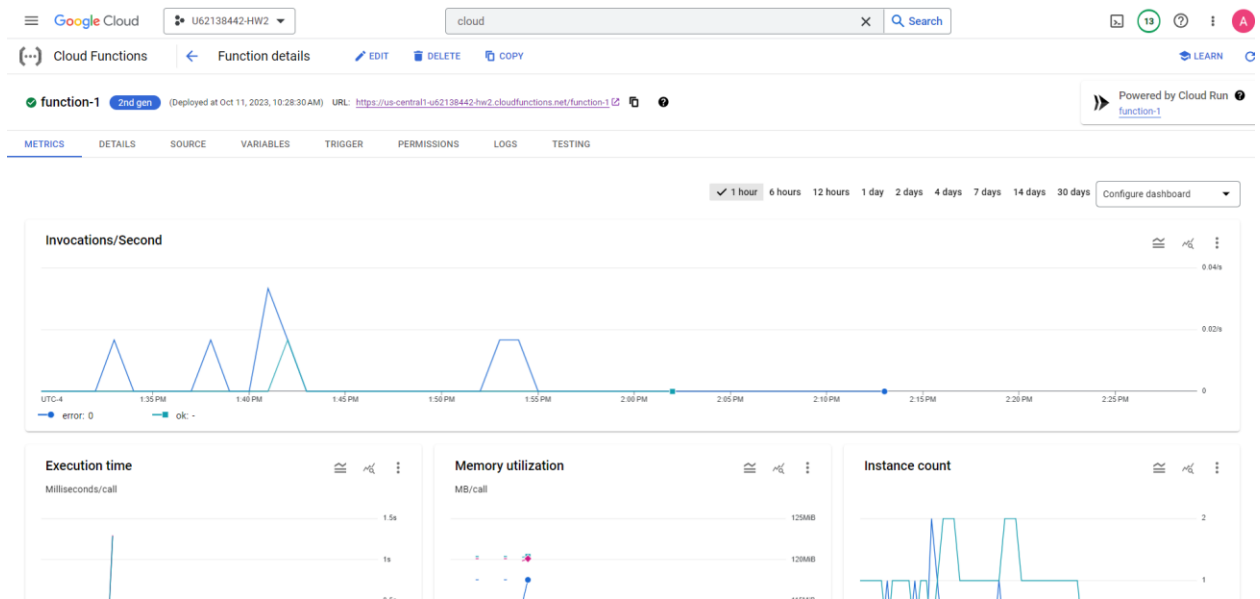 Google Cloud U62138442-HW2 cloud Search 13 A
Cloud Functions Function details EDIT DELETE COPY LEARN
function-1 2nd gen (Deployed at Oct 11, 2023, 10:28:30 AM) URL: https://us-central1-u62138442-hw2.cloudfunctions.net/function-1
Powered by Cloud Run
function-1
METRICS DETAILS SOURCE VARIABLES TRIGGER PERMISSIONS LOGS TESTING
1 hour 6 hours 12 hours 1 day 2 days 4 days 7 days 14 days 30 days Configure dashboard
Invocations/Second
0.04/s
0.02/s
0
UTC-4 1:35 PM 1:40 PM 1:45 PM 1:50 PM 1:55 PM 2:00 PM 2:05 PM 2:10 PM 2:15 PM 2:20 PM 2:25 PM
error: 0 ok: -
Execution time Memory utilization Instance count
Milliseconds/call MB/call
1.5s 125MiB 2
1s 120MiB 1